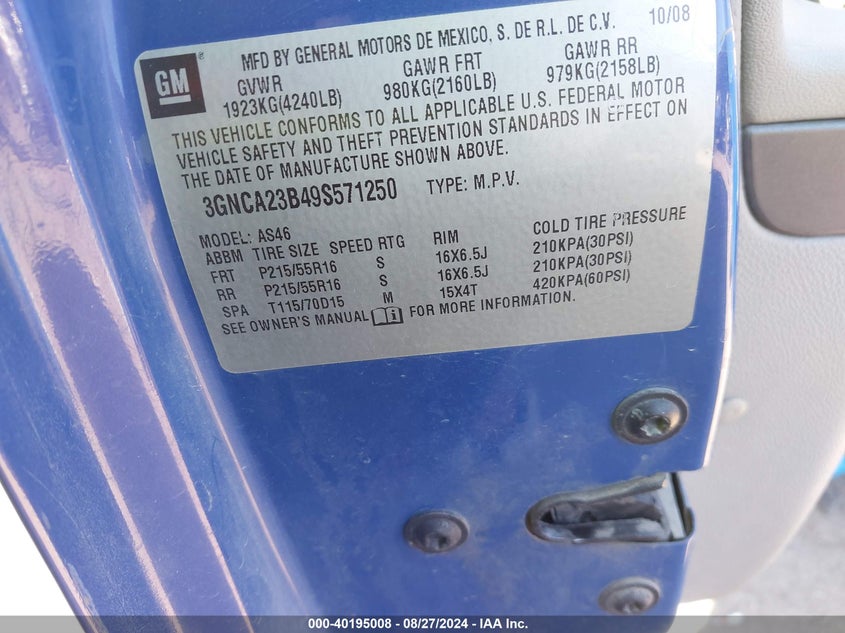 GM
MFD BY GENERAL MOTORS DE MEXICO, S. DE R.L. DE C.V. 10/08
GVWR GAWR FRT GAWR RR
1923KG(4240LB) 980KG(2160LB) 979KG(2158LB)
THIS VEHICLE CONFORMS TO ALL APPLICABLE U.S. FEDERAL MOTOR
VEHICLE SAFETY AND THEFT PREVENTION STANDARDS IN EFFECT ON
THE DATE OF MANUFACTURE SHOWN ABOVE.
3GNCA23B49S571250 TYPE: M.P.V.
MODEL: AS46
ABBM TIRE SIZE SPEED RTG RIM COLD TIRE PRESSURE
FRT P215/55R16 S 16X6.5J 210KPA(30PSI)
RR P215/55R16 S 16X6.5J 210KPA(30PSI)
SPA T115/70D15 M 15X4T 420KPA(60PSI)
SEE OWNER'S MANUAL FOR MORE INFORMATION.
000-40195008 - 08/27/2024 - IAA Inc.